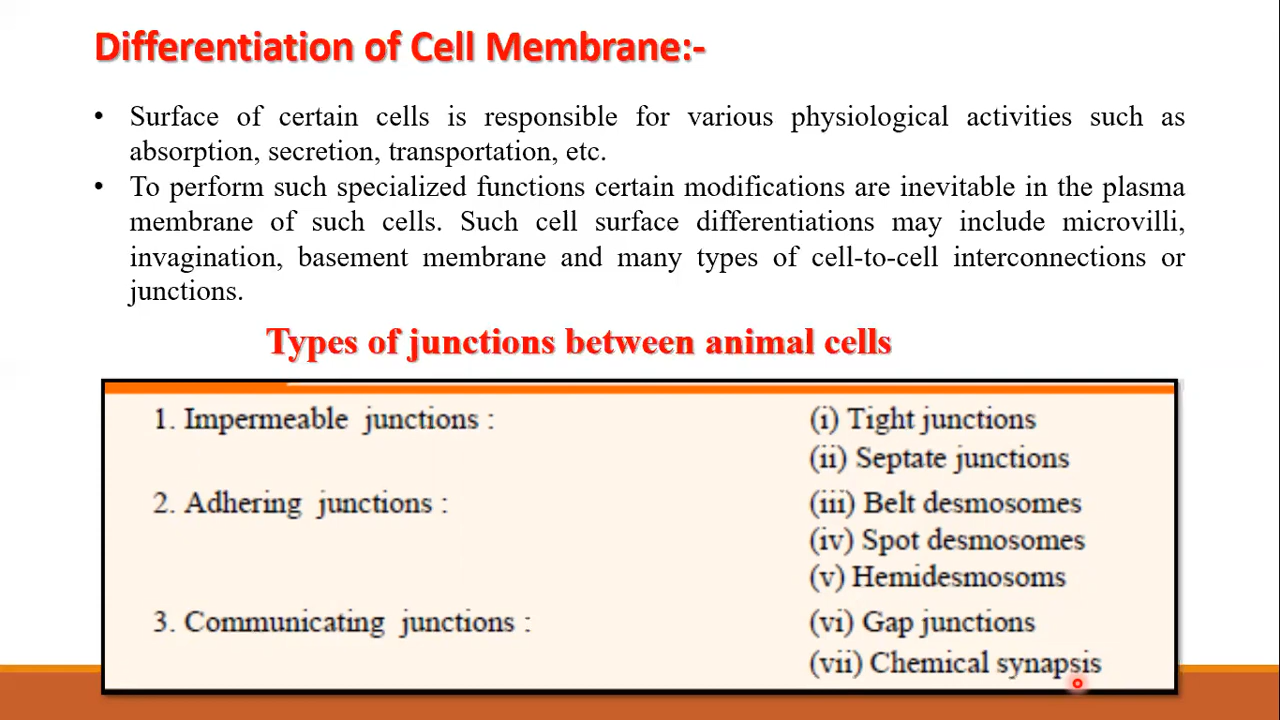 Differentiation of Cell Membrane:-
• Surface of certain cells is responsible for various physiological activities such as
absorption, secretion, transportation, etc.
• To perform such specialized functions certain modifications are inevitable in the plasma
membrane of such cells. Such cell surface differentiations may include microvilli,
invagination, basement membrane and many types of cell-to-cell interconnections or
junctions.
Types of junctions between animal cells
1. Impermeable junctions : (i) Tight junctions
(ii) Septate junctions
2. Adhering junctions : (iii) Belt desmosomes
(iv) Spot desmosomes
(v) Hemidesmosoms
3. Communicating junctions : (vi) Gap junctions
(vii) Chemical synapsis